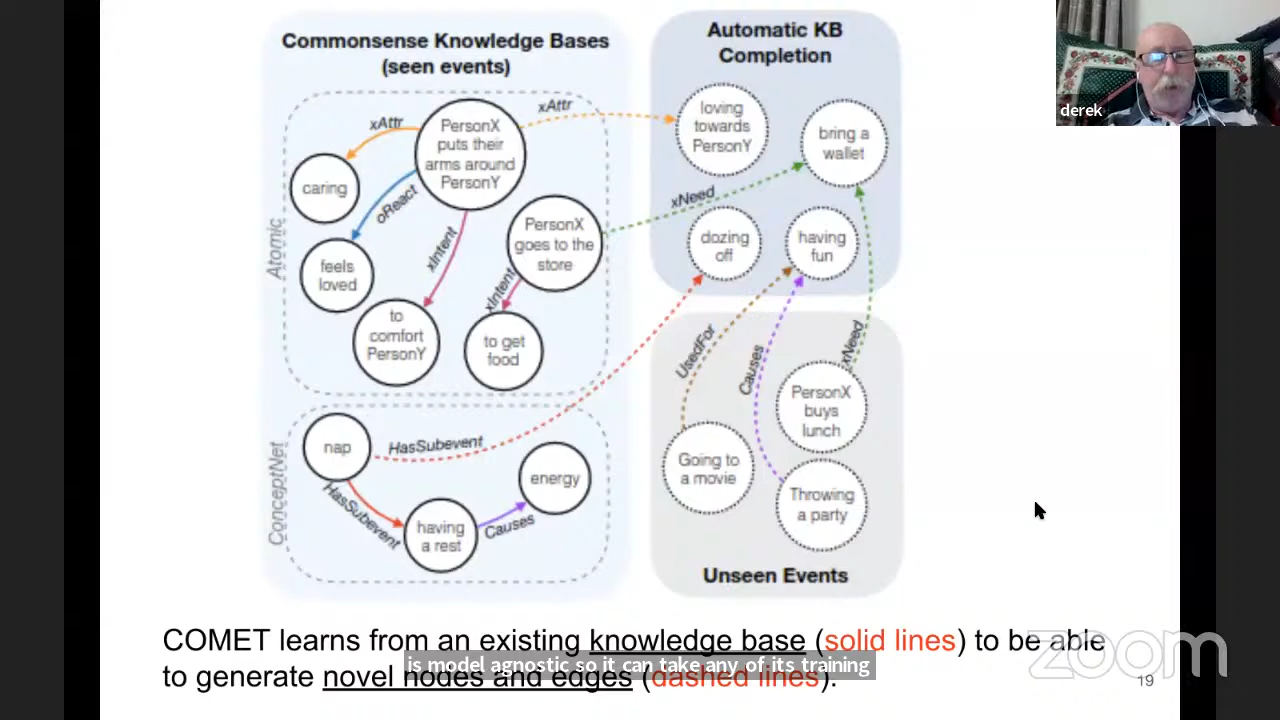 Commonsense Knowledge Bases
(seen events)
Automatic KB
Completion
derek
Atomic
xAttr
PersonX
puts their
arms around
PersonY
xAttr
caring
oReact
feels
loved
xIntent
to
comfort
PersonY
PersonX
goes to the
store
xIntent
to get
food
xNeed
loving
towards
PersonY
bring a
wallet
dozing
off
having
fun
ConceptNet
nap
HasSubevent
HasSubevent
having
a rest
Causes
energy
UsedFor
Causes
xNeed
PersonX
buys
lunch
Going to
a movie
Throwing
a party
Unseen Events
COMET learns from an existing knowledge base (solid lines) to be able
to generate novel nodes and edges (dashed lines).
is model agnostic so it can take any of its training
zoom
19